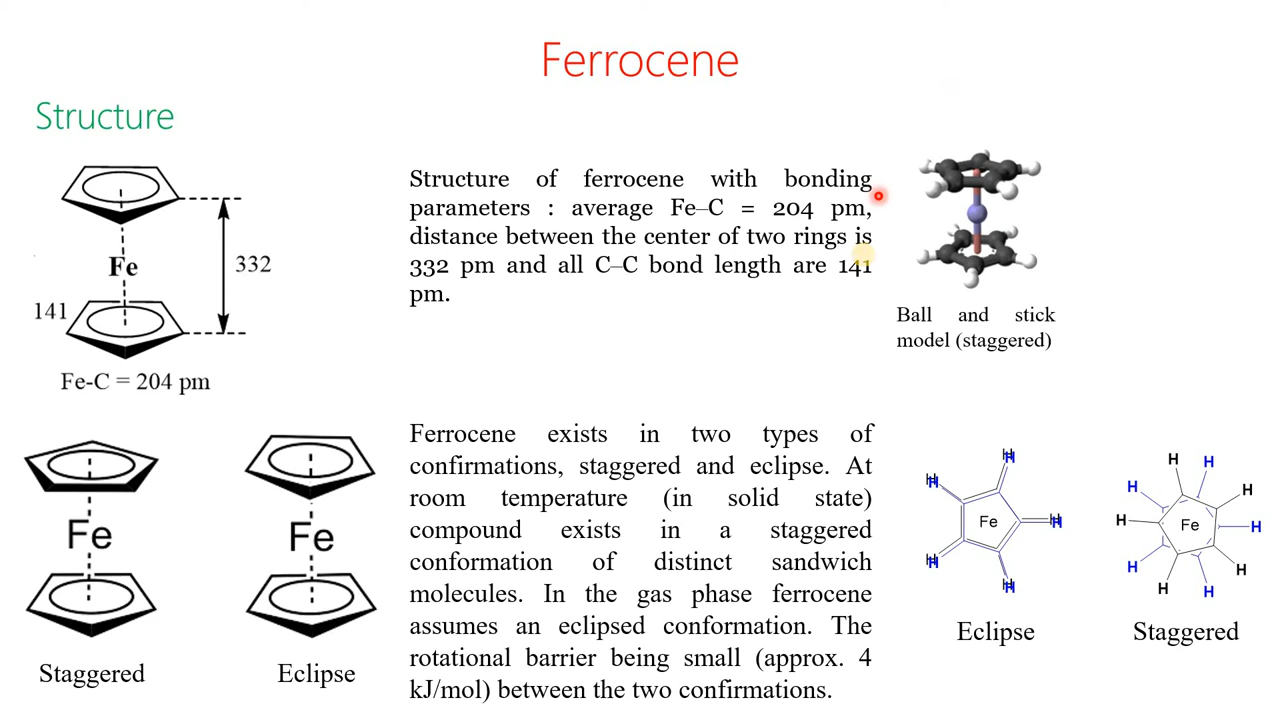 Ferrocene
Structure
Fe
332
141
Fe-C = 204 pm
Structure of ferrocene with bonding
parameters : average Fe–C = 204 pm,
distance between the center of two rings is
332 pm and all C–C bond length are 141
pm.
Ball and stick
model (staggered)
Fe
Staggered
Fe
Eclipse
Ferrocene exists in two types of
confirmations, staggered and eclipse. At
room temperature (in solid state)
compound exists in a staggered
conformation of distinct sandwich
molecules. In the gas phase ferrocene
assumes an eclipsed conformation. The
rotational barrier being small (approx. 4
kJ/mol) between the two confirmations.
H H
H H
Fe
H H
H H
H H
Eclipse
H H
H H
H Fe H
H H
H H
Staggered